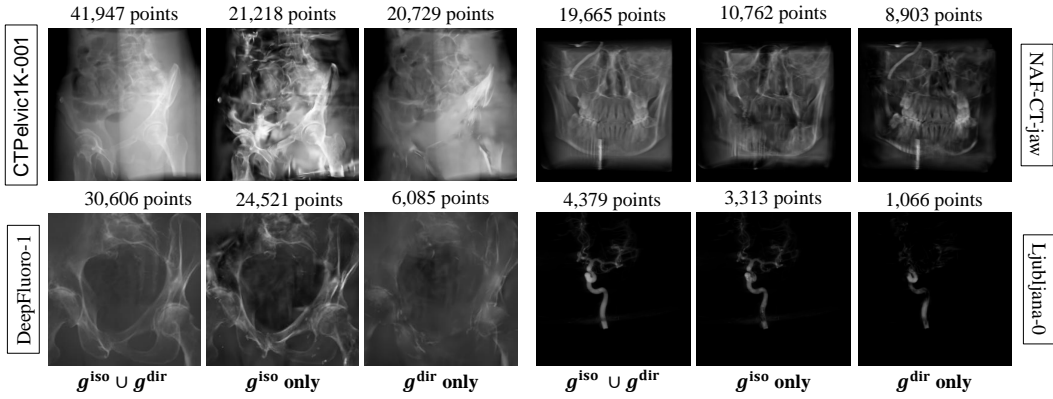 41,947 points 21,218 points 20,729 points 19,665 points 10,762 points 8,903 points
CTPelvic1K-001
NAF-CT-jaw
30,606 points 24,521 points 6,085 points 4,379 points 3,313 points 1,066 points
DeepFluoro-1
Ljubljana-0
g^iso ∪ g^dir g^iso only g^dir only g^iso ∪ g^dir g^iso only g^dir only